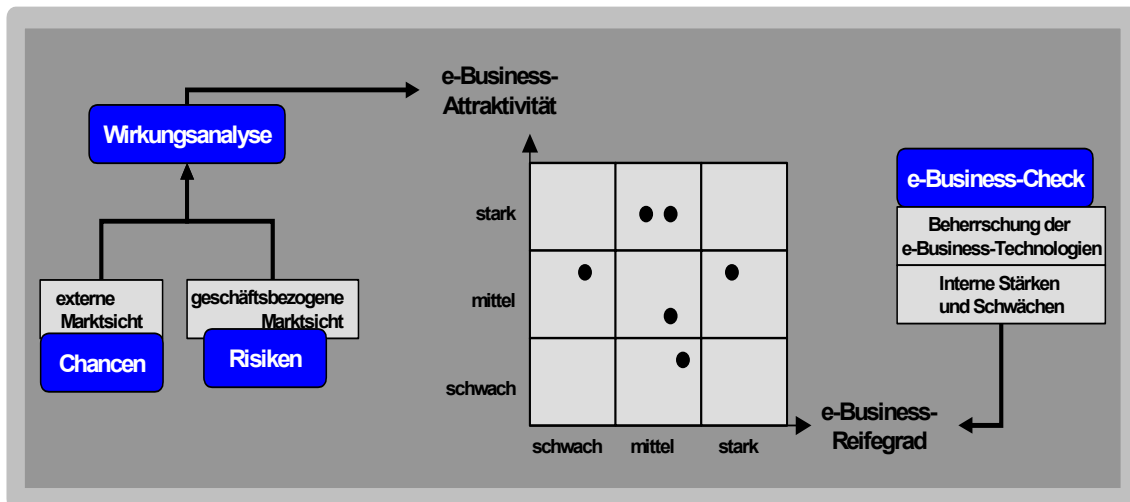 e-Business-
Attraktivität
Wirkungsanalyse
externe
Marktsicht
Chancen
geschäftsbezogene
Marktsicht
Risiken
stark
mittel
schwach
schwach
mittel
stark
e-Business-
Reifegrad
e-Business-Check
Beherrschung der
e-Business-Technologien
Interne Stärken
und Schwächen